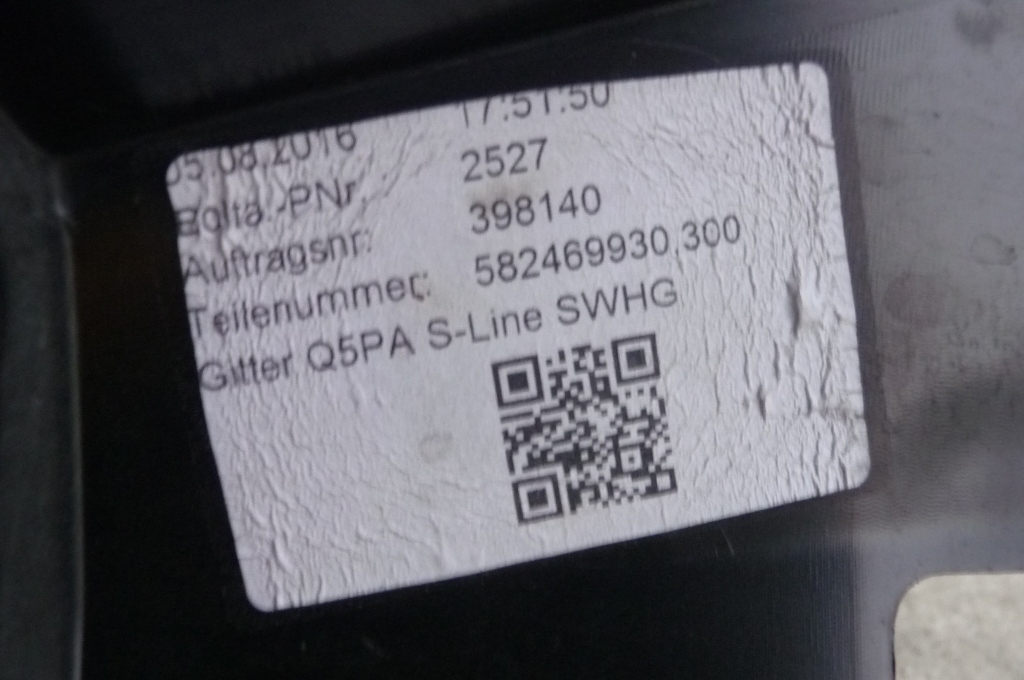 05.08.2016 17:51:50
Bolta.-PNr. 2527
Auftragsnr: 398140
Teilenummer: 582469930.300
Gitter Q5PA S-Line SWHG